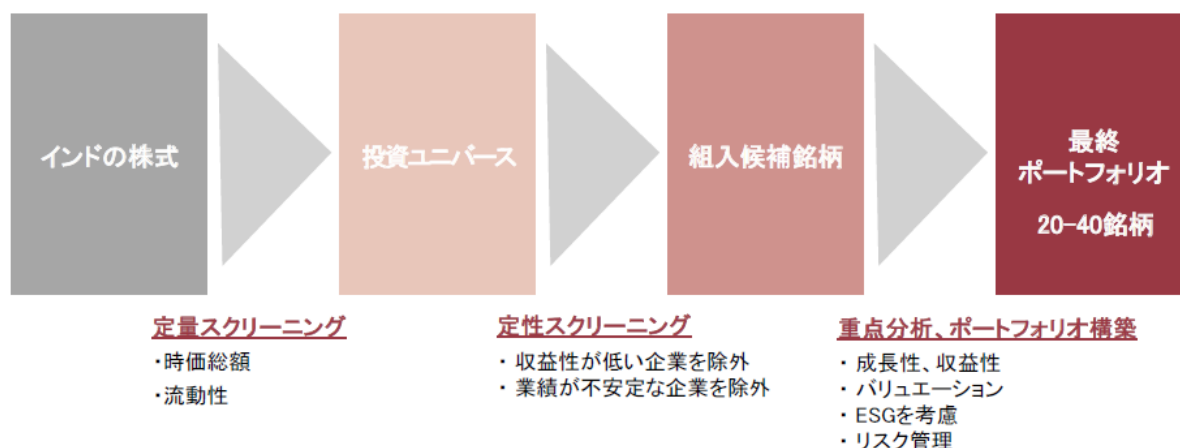 インドの株式
投資ユニバース
組入候補銘柄
最終
ポートフォリオ
20-40銘柄
定量スクリーニング
・時価総額
・流動性
定性スクリーニング
・収益性が低い企業を除外
・業績が不安定な企業を除外
重点分析、ポートフォリオ構築
・成長性、収益性
・バリュエーション
・ESGを考慮
・リスク管理